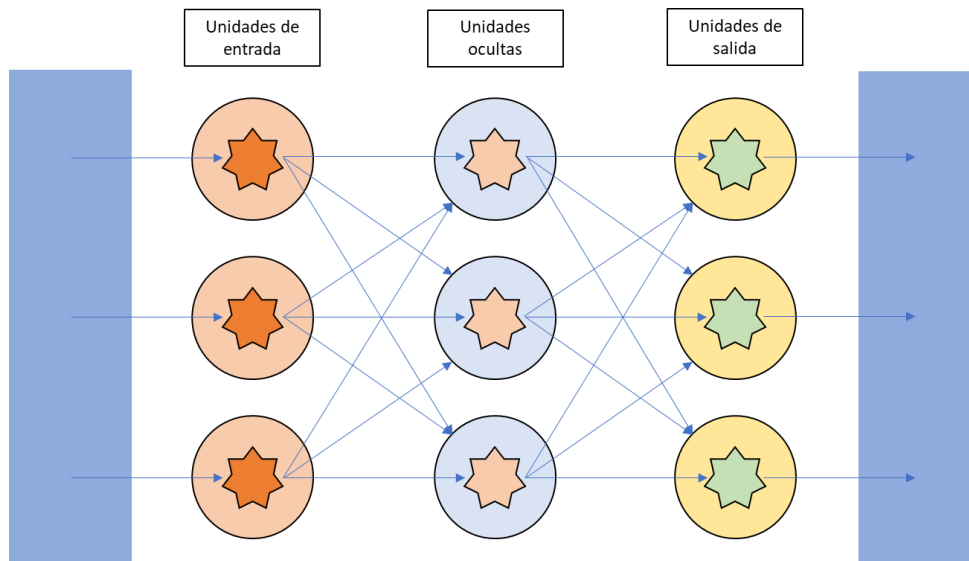 Unidades de
entrada
Unidades
ocultas
Unidades de
salida